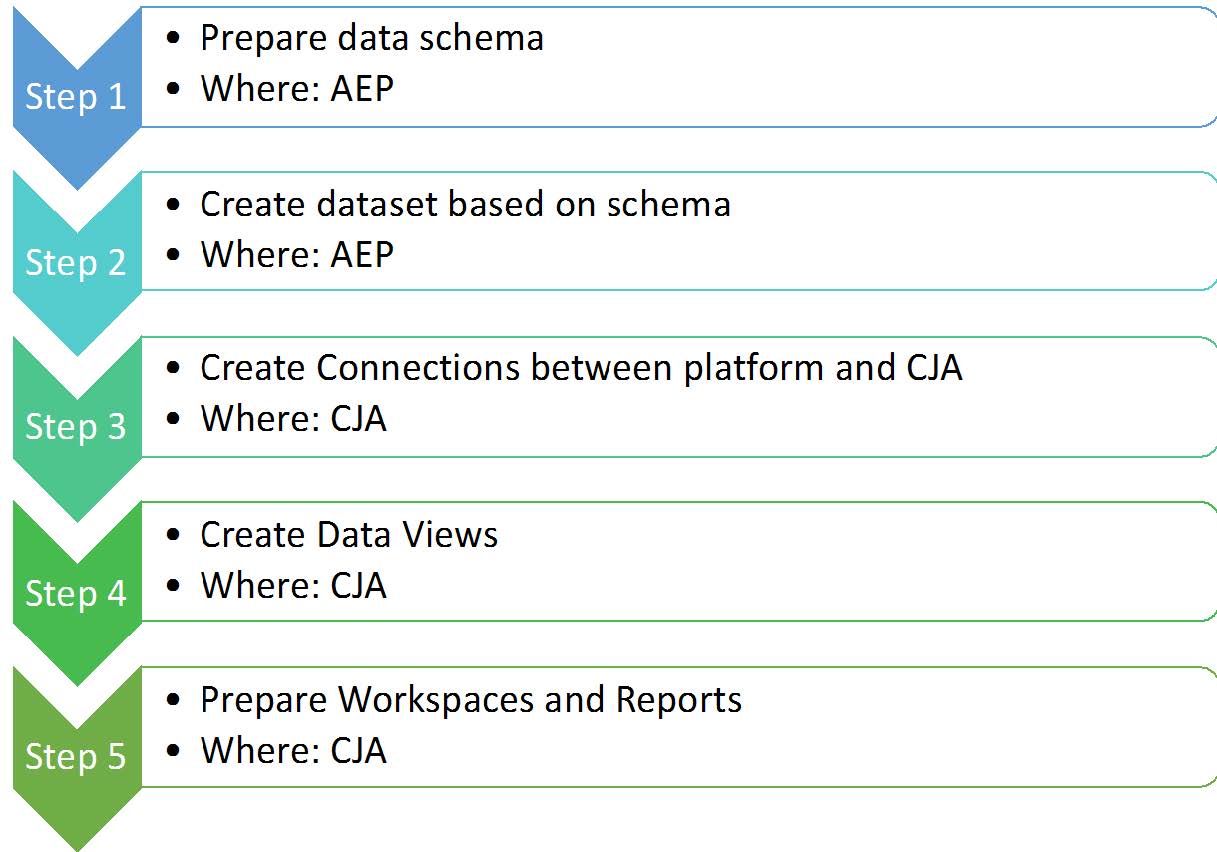 Step 1
• Prepare data schema
• Where: AEP
Step 2
• Create dataset based on schema
• Where: AEP
Step 3
• Create Connections between platform and CJA
• Where: CJA
Step 4
• Create Data Views
• Where: CJA
Step 5
• Prepare Workspaces and Reports
• Where: CJA